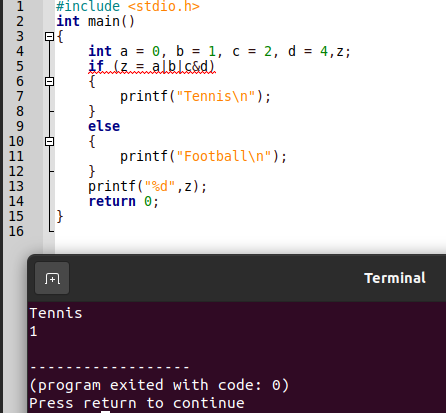 1 #include <stdio.h>
2 int main()
3 {
4 int a = 0, b = 1, c = 2, d = 4,z;
5 if (z = a|b|c&d)
6 {
7 printf("Tennis\n");
8 }
9 else
10 {
11 printf("Football\n");
12 }
13 printf("%d",z);
14 return 0;
15 }
16
Terminal
Tennis
1
------------------
(program exited with code: 0)
Press return to continue